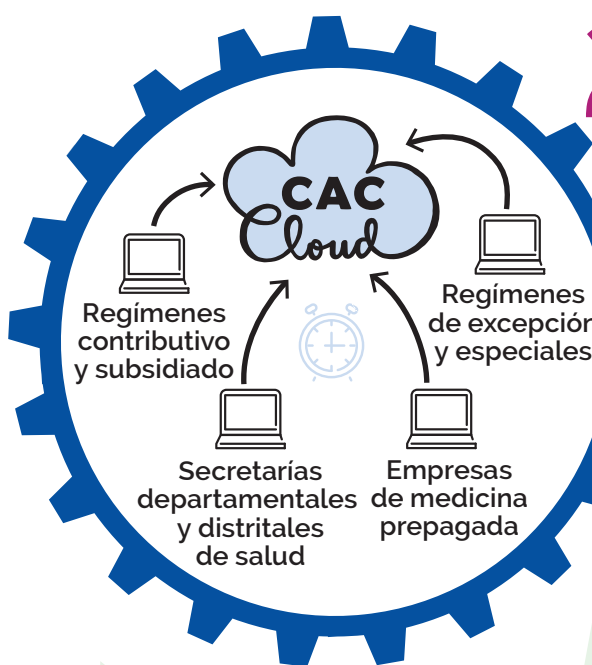 CAC
Cloud
Regímenes
contributivo
y subsidiado
Regímenes
de excepción
y especiales
Secretarías
departamentales
y distritales
de salud
Empresas
de medicina
prepagada